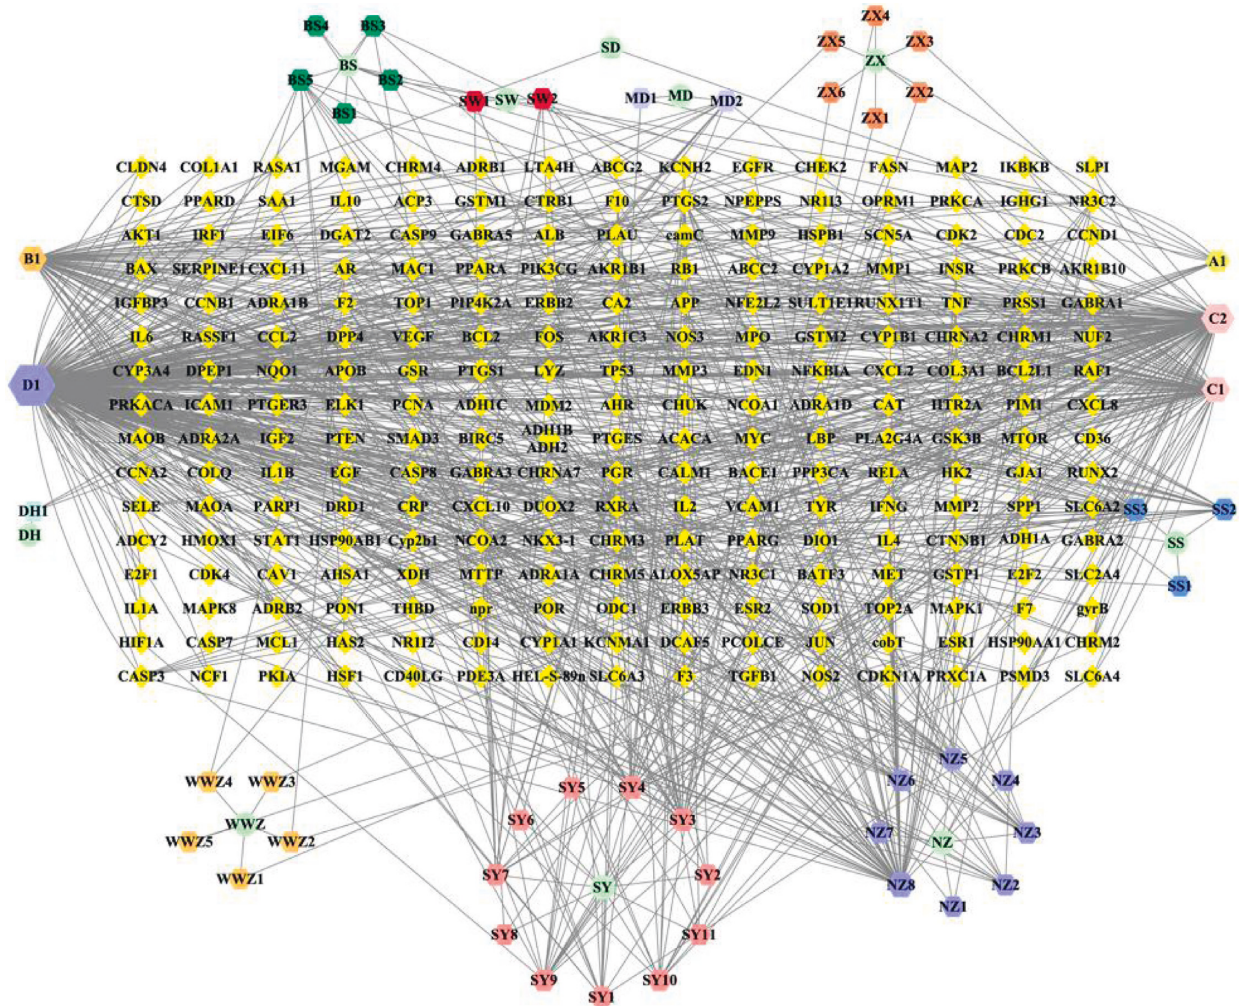 BS4 BS3 BS BS5 BS2 BS1
SW1 SW SW2
SD
MD1 MD MD2
ZX4 ZX5 ZX3 ZX ZX6 ZX2 ZX1
CLDN4 COL1A1 RASA1 MGAM CHRM4 ADRB1 LTA4H ABCG2 KCNH2 EGFR CHEK2 FASN MAP2 IKBKB SLPI
CTSD PPARD SAA1 IL10 ACP3 GSTM1 CTRB1 F10 PTGS2 NPEPPS NR1I3 OPRM1 PRKCA IGHG1 NR3C2
AKT1 IRF1 EIF6 DGAT2 CASP9 GABRA5 ALB PLAU camC MMP9 HSPB1 SCN5A CDK2 CDC2 CCND1
B1
BAX SERPINE1 CXCL11 AR MAC1 PPARA PIK3CG AKR1B1 RB1 ABCC2 CYP1A2 MMP1 INSR PRKCB AKR1B10
A1
IGFBP3 CCNB1 ADRA1B F2 TOP1 PIP4K2A ERBB2 CA2 APP NFE2L2 SULT1E1 RUNX1T1 TNF PRSS1 GABRA1
C2
IL6 RASSF1 CCL2 DPP4 VEGF BCL2 FOS AKR1C3 NOS3 MPO GSTM2 CYP1B1 CHRNA2 CHRM1 NUF2
CYP3A4 DPEP1 NQO1 APOB GSR PTGS1 LYZ TP53 MMP3 EDN1 NFKBIA CXCL2 COL3A1 BCL2L1 RAF1
D1
C1
PRKACA ICAM1 PTGER3 ELK1 PCNA ADH1C MDM2 AHR CHUK NCOA1 ADRA1D CAT HTR2A PIM1 CXCL8
MAOB ADRA2A IGF2 PTEN SMAD3 BIRC5 ADH1B ADH2 PTGES ACACA MYC LBP PLA2G4A GSK3B MTOR CD36
CCNA2 COLQ IL1B EGF CASP8 GABRA3 CHRNA7 PGR CALM1 BACE1 PPP3CA RELA HK2 GJA1 RUNX2
SELE MAOA PARP1 DRD1 CRP CXCL10 DUOX2 RXRA IL2 VCAM1 TYR IFNG MMP2 SPP1 SLC6A2
DH1
DH
SS3 SS2 SS SS1
ADCY2 HMOX1 STAT1 HSP90AB1 Cyp2b1 NCOA2 NKX3-1 CHRM3 PLAT PPARG DIO1 IL4 CTNNB1 ADH1A GABRA2
E2F1 CDK4 CAV1 AHSA1 XDH MTTP ADRA1A CHRM5 ALOX5AP NR3C1 BATF3 MET GSTP1 E2F2 SLC2A4
IL1A MAPK8 ADRB2 PON1 THBD npr POR ODC1 ERBB3 ESR2 SOD1 TOP2A MAPK1 F7 gyrB
HIF1A CASP7 MCL1 HAS2 NR1I2 CD14 CYP1A1 KCNMA1 DCAF5 PCOLCE JUN cobT ESR1 HSP90AA1 CHRM2
CASP3 NCF1 PKIA HSF1 CD40LG PDE3A HEL-S-89n SLC6A3 F3 TGFB1 NOS2 CDKN1A PRXC1A PSMD3 SLC6A4
WWZ4 WWZ3 WWZ WWZ5 WWZ2 WWZ1
SY5 SY4 SY6 SY3 SY7 SY2 SY SY8 SY11 SY9 SY10 SY1
NZ5 NZ6 NZ4 NZ7 NZ3 NZ NZ8 NZ2 NZ1